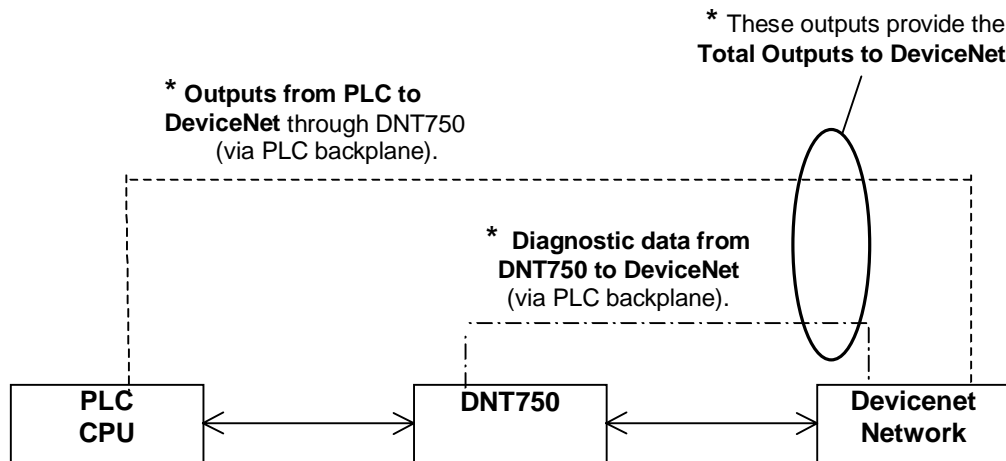 * These outputs provide the
Total Outputs to DeviceNet
* Outputs from PLC to
DeviceNet through DNT750
(via PLC backplane).
* Diagnostic data from
DNT750 to DeviceNet
(via PLC backplane).
PLC
CPU
DNT750
Devicenet
Network